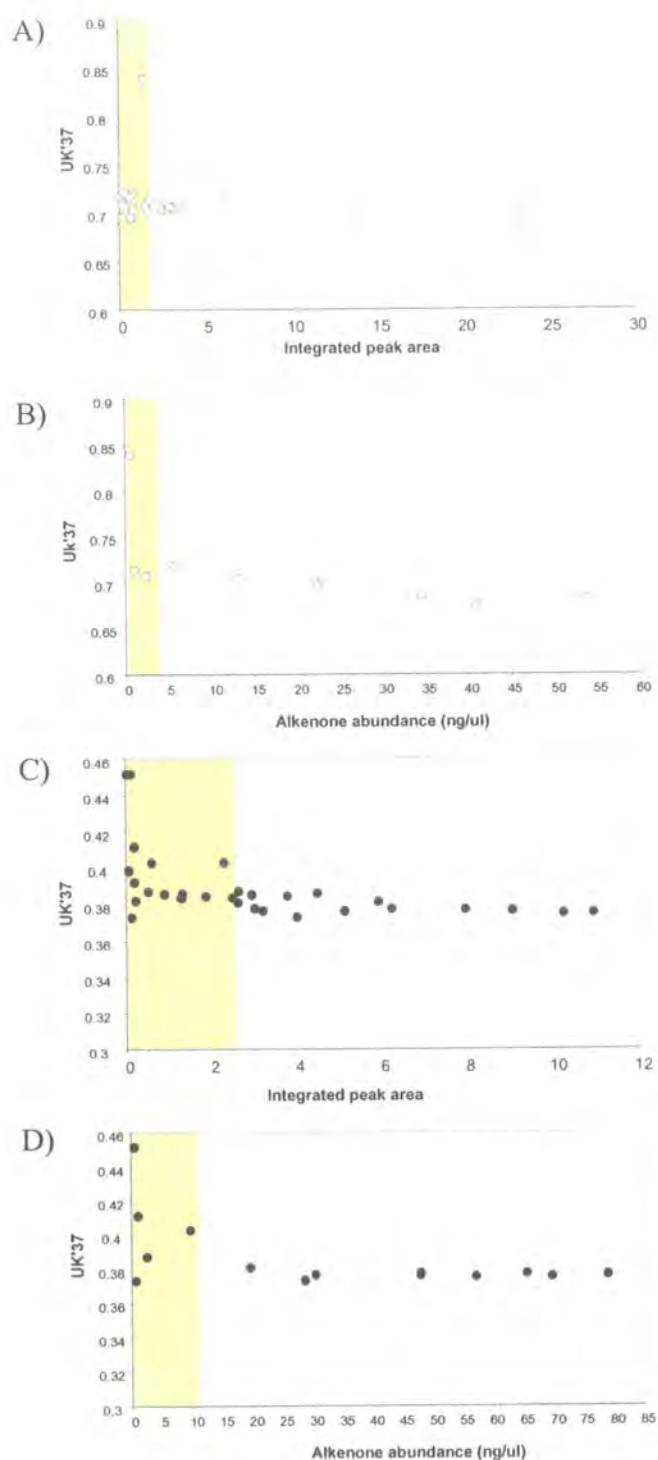 A)
0.9
0.85
0.8
0.75
0.7
0.65
0.6
UK'37
0 5 10 15 20 25 30
Integrated peak area
B)
0.9
0.85
0.8
0.75
0.7
0.65
0.6
Uk'37
0 5 10 15 20 25 30 35 40 45 50 55 60
Alkenone abundance (ng/ul)
C)
0.46
0.44
0.42
0.4
0.38
0.36
0.34
0.32
0.3
UK'37
0 2 4 6 8 10 12
Integrated peak area
D)
0.46
0.44
0.42
0.4
0.38
0.36
0.34
0.32
0.3
UK'37
0 5 10 15 20 25 30 35 40 45 50 55 60 65 70 75 80 85
Alkenone abundance (ng/ul)